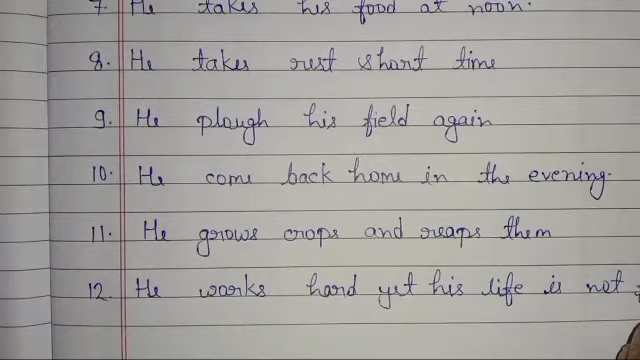 7. He takes his food at noon.
8. He takes rest short time
9. He plough his field again
10. He come back home in the evening.
11. He grows crops and reaps them
12. He works hard yet his life is not